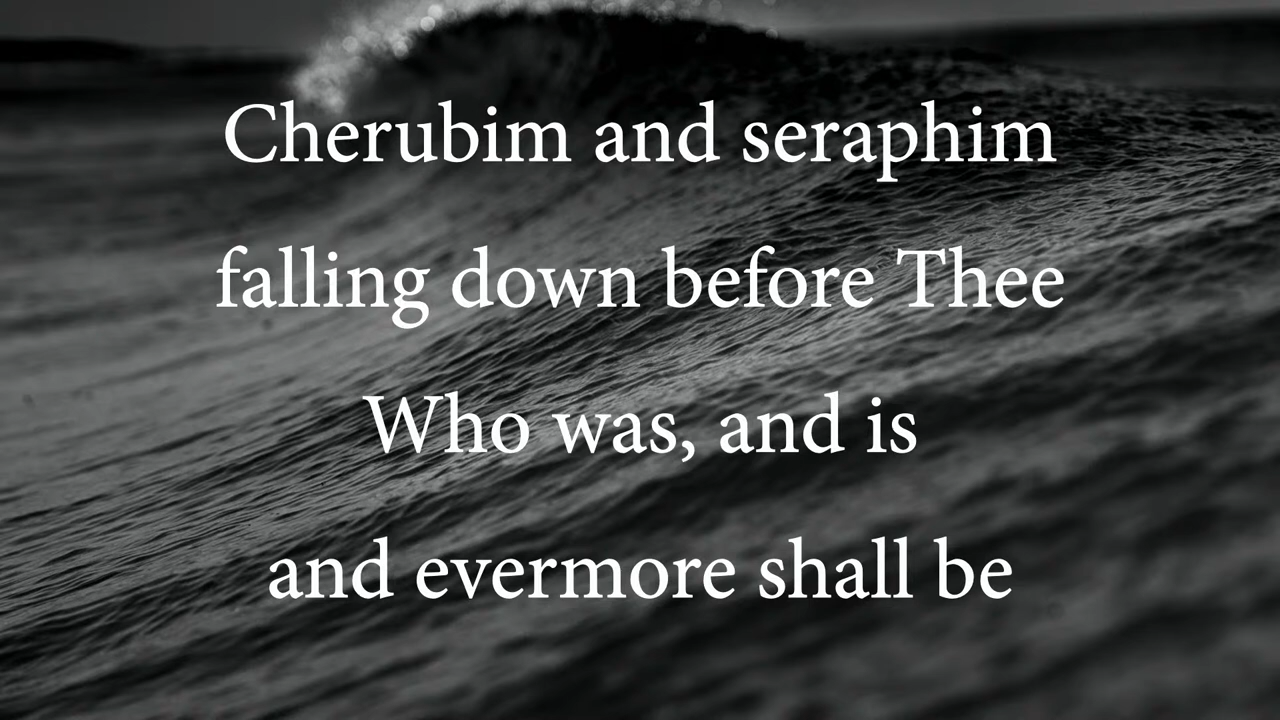 Cherubim and seraphim
falling down before Thee
Who was, and is
and evermore shall be